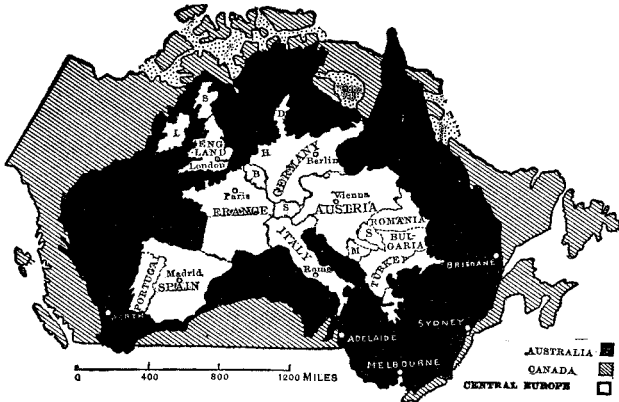 S
I.
ENG
LAND
London
D
H
B
GERMANY
Berlin
Paris
FRANCE
S
Vienna
AUSTRIA
ITALY
Rome
ROMANIA
S
BUL
GARIA
M
TURKEY
PORTUGAL
Madrid
SPAIN
PERTH
BRISBANE
SYDNEY
ADELAIDE
MELBOURNE
0 400 800 1200 MILES
AUSTRALIA
CANADA
CENTRAL EUROPE